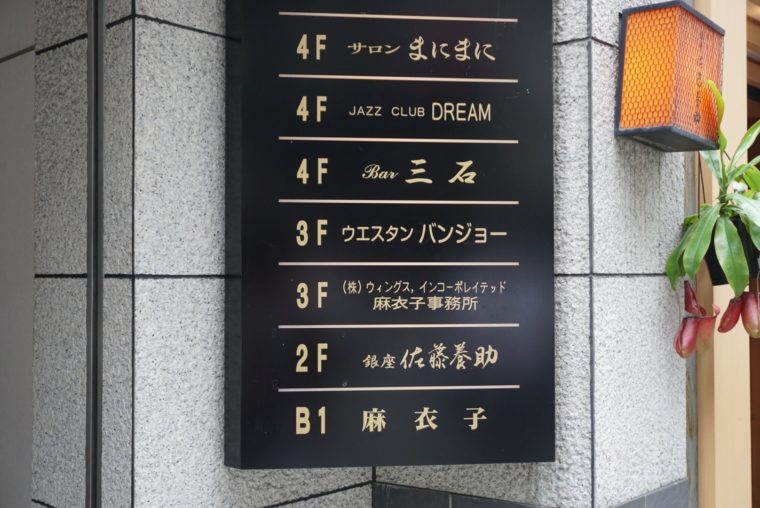 4F サロン まにまに
4F JAZZ CLUB DREAM
4F Bar 三石
3F ウエスタン バンジョー
3F (株)ウィングス, インコーポレイテッド
麻衣子事務所
2F 銀座 佐藤養助
B1 麻衣子